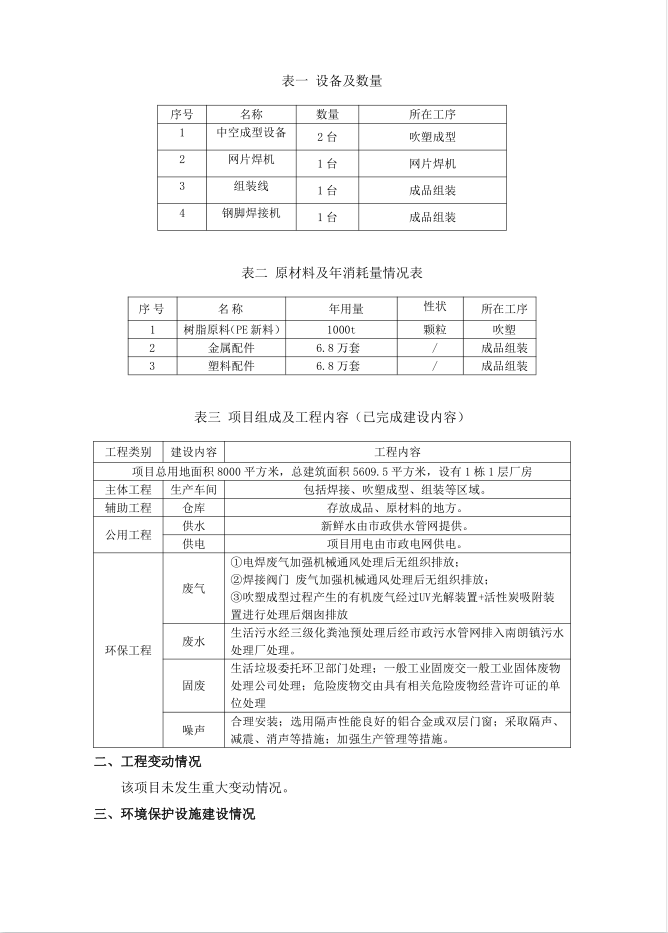 表一 设备及数量
序号 名称 数量 所在工序
1 中空成型设备 2台 吹塑成型
2 网片焊机 1台 网片焊机
3 组装线 1台 成品组装
4 钢脚焊接机 1台 成品组装
表二 原材料及年消耗量情况表
序号 名称 年用量 性状 所在工序
1 树脂原料(PE新料) 1000t 颗粒 吹塑
2 金属配件 6.8万套 / 成品组装
3 塑料配件 6.8万套 / 成品组装
表三 项目组成及工程内容（已完成建设内容）
工程类别 建设内容 工程内容
项目总用地面积8000平方米，总建筑面积5609.5平方米，设有1栋1层厂房
主体工程 生产车间 包括焊接、吹塑成型、组装等区域。
辅助工程 仓库 存放成品、原材料的地方。
公用工程 供水 新鲜水由市政供水管网提供。
供电 项目用电由市政电网供电。
环保工程 废气 ①电焊废气加强机械通风处理后无组织排放；
②焊接阀门 废气加强机械通风处理后无组织排放；
③吹塑成型过程产生的有机废气经过UV光解装置+活性炭吸附装
置进行处理后烟囱排放
废水 生活污水经三级化粪池预处理后经市政污水管网排入南朗镇污水
处理厂处理。
固废 生活垃圾委托环卫部门处理；一般工业固废交一般工业固体废物
处理公司处理；危险废物交由具有相关危险废物经营许可证的单
位处理
噪声 合理安装；选用隔声性能良好的铝合金或双层门窗；采取隔声、
减震、消声等措施；加强生产管理等措施。
二、工程变动情况
该项目未发生重大变动情况。
三、环境保护设施建设情况